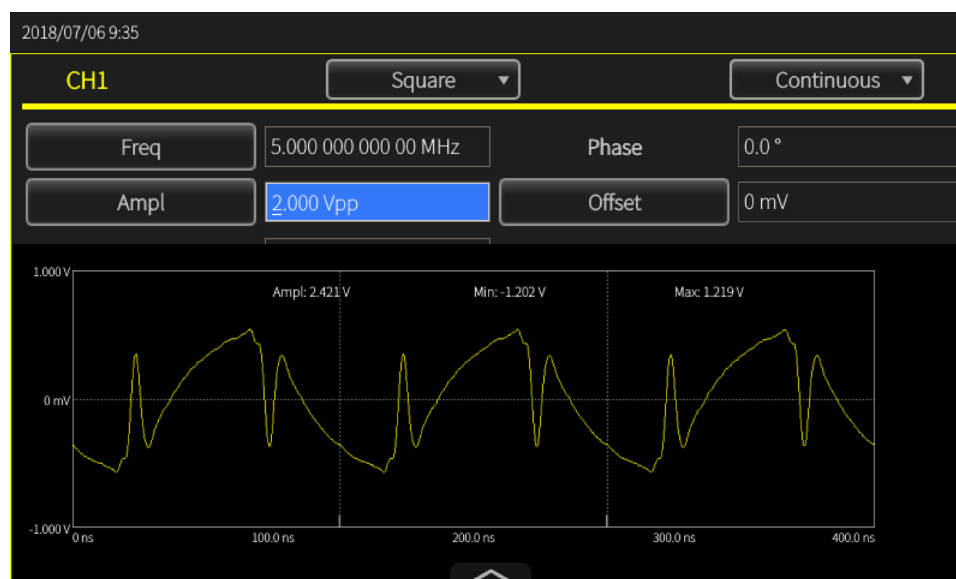 2018/07/06 9:35
CH1 Square Continuous
Freq 5.000 000 000 00 MHz Phase 0.0 °
Ampl 2.000 Vpp Offset 0 mV
1.000 V
Ampl: 2.421 V Min: -1.202 V Max: 1.219 V
0 mV
-1.000 V
0 ns 100.0 ns 200.0 ns 300.0 ns 400.0 ns